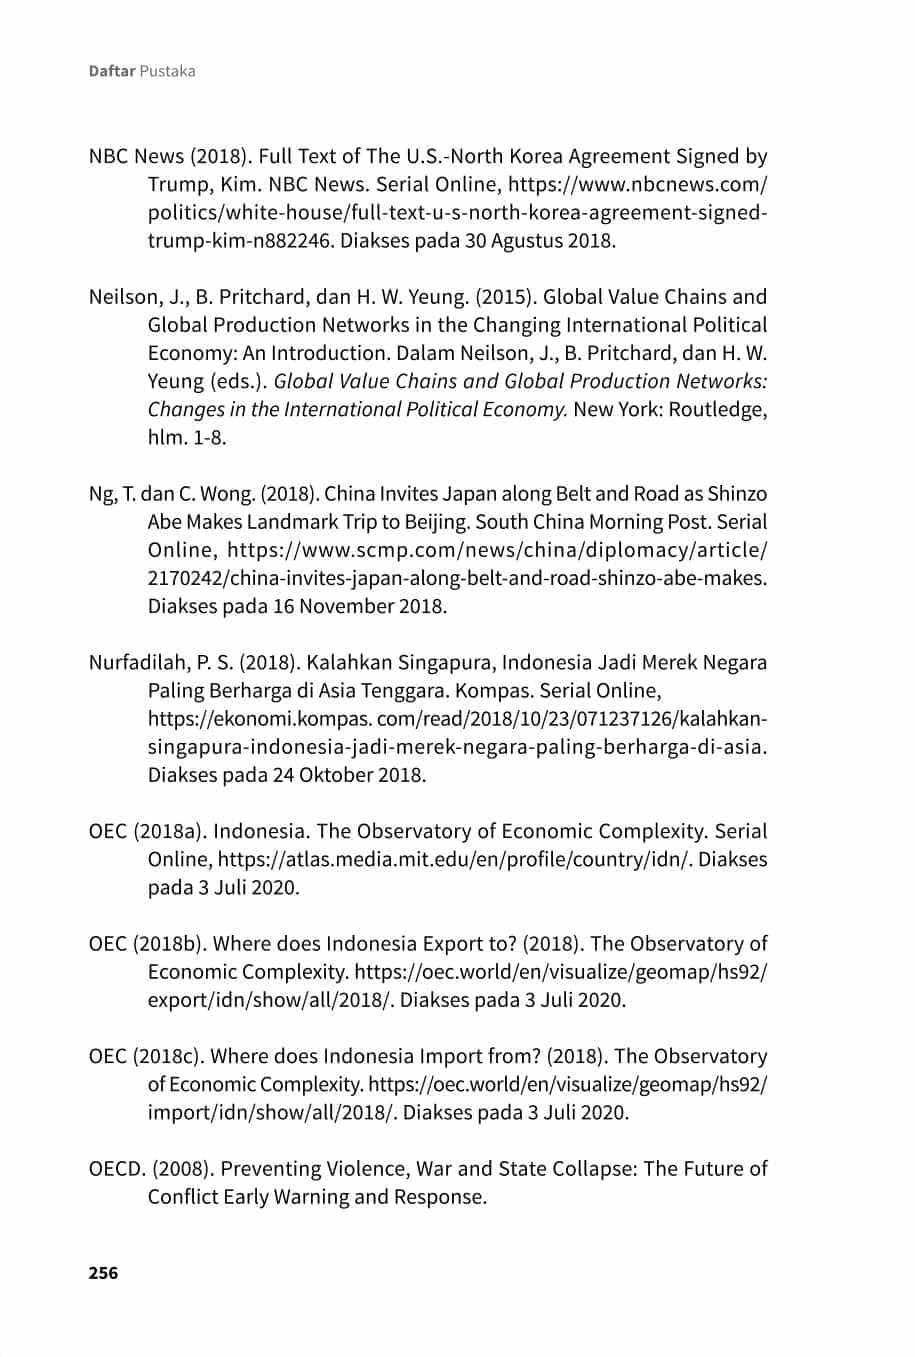 Daftar Pustaka
NBC News (2018). Full Text of The U.S.-North Korea Agreement Signed by
Trump, Kim. NBC News. Serial Online, https://www.nbcnews.com/
politics/white-house/full-text-u-s-north-korea-agreement-signed-
trump-kim-n882246. Diakses pada 30 Agustus 2018.
Neilson, J., B. Pritchard, dan H. W. Yeung. (2015). Global Value Chains and
Global Production Networks in the Changing International Political
Economy: An Introduction. Dalam Neilson, J., B. Pritchard, dan H. W.
Yeung (eds.). Global Value Chains and Global Production Networks:
Changes in the International Political Economy. New York: Routledge,
hlm. 1-8.
Ng, T. dan C. Wong. (2018). China Invites Japan along Belt and Road as Shinzo
Abe Makes Landmark Trip to Beijing. South China Morning Post. Serial
Online, https://www.scmp.com/news/china/diplomacy/article/
2170242/china-invites-japan-along-belt-and-road-shinzo-abe-makes.
Diakses pada 16 November 2018.
Nurfadilah, P. S. (2018). Kalahkan Singapura, Indonesia Jadi Merek Negara
Paling Berharga di Asia Tenggara. Kompas. Serial Online,
https://ekonomi.kompas. com/read/2018/10/23/071237126/kalahkan-
singapura-indonesia-jadi-merek-negara-paling-berharga-di-asia.
Diakses pada 24 Oktober 2018.
OEC (2018a). Indonesia. The Observatory of Economic Complexity. Serial
Online, https://atlas.media.mit.edu/en/profile/country/idn/. Diakses
pada 3 Juli 2020.
OEC (2018b). Where does Indonesia Export to? (2018). The Observatory of
Economic Complexity. https://oec.world/en/visualize/geomap/hs92/
export/idn/show/all/2018/. Diakses pada 3 Juli 2020.
OEC (2018c). Where does Indonesia Import from? (2018). The Observatory
of Economic Complexity. https://oec.world/en/visualize/geomap/hs92/
import/idn/show/all/2018/. Diakses pada 3 Juli 2020.
OECD. (2008). Preventing Violence, War and State Collapse: The Future of
Conflict Early Warning and Response.
256